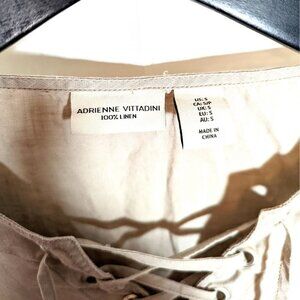 ADRIENNE VITTADINI
100% LINEN
US: S
CA: S/P
UK: S
EU: S
AU: S
MADE IN
CHINA